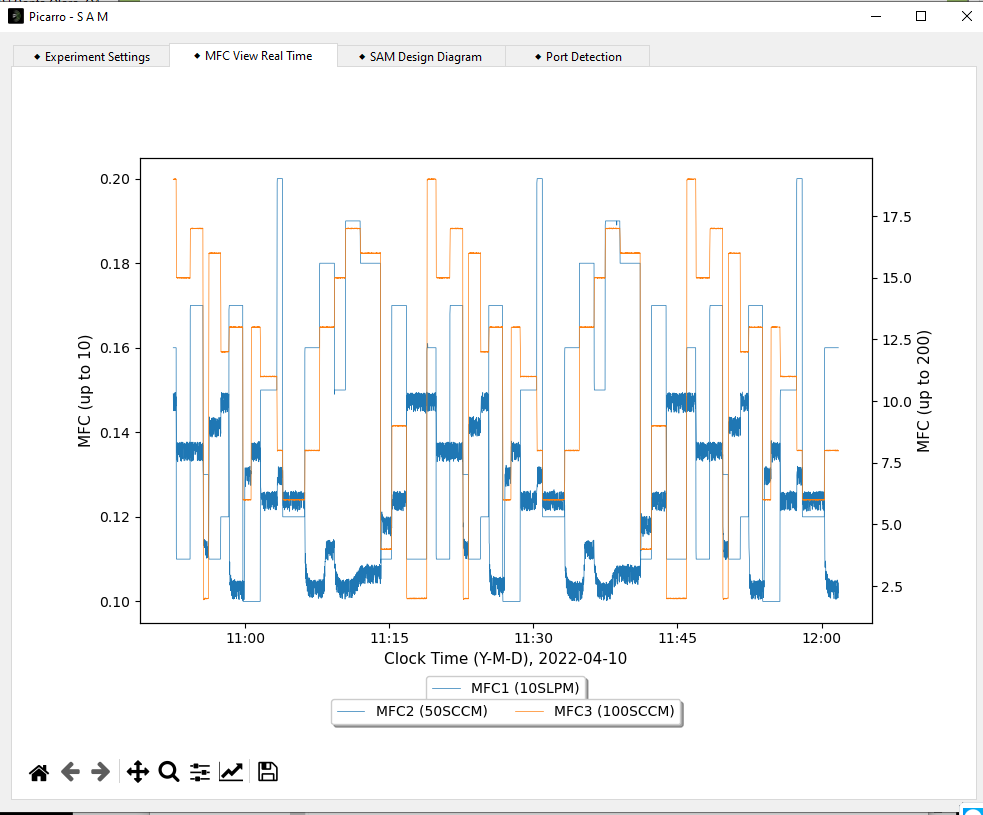 Picarro - S A M
◆ Experiment Settings ◆ MFC View Real Time ◆ SAM Design Diagram ◆ Port Detection
MFC (up to 10)
0.20
0.18
0.16
0.14
0.12
0.10
17.5
15.0
12.5
10.0
7.5
5.0
2.5
MFC (up to 200)
11:00 11:15 11:30 11:45 12:00
Clock Time (Y-M-D), 2022-04-10
MFC1 (10SLPM)
MFC2 (50SCCM) MFC3 (100SCCM)